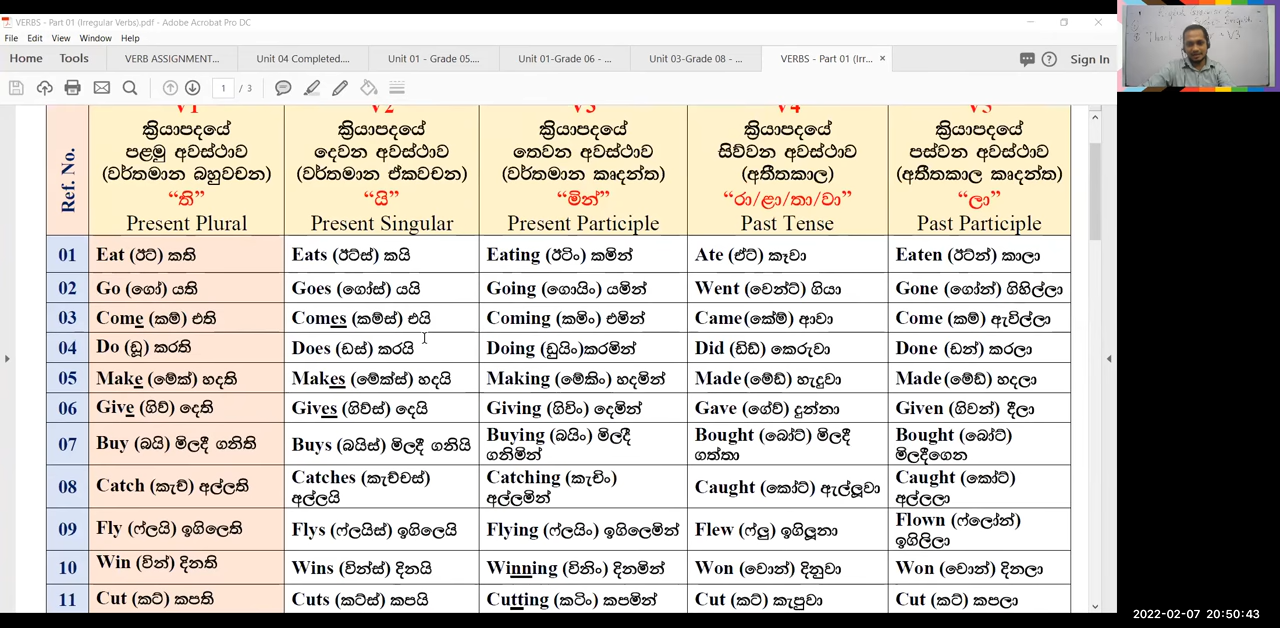 VERBS - Part 01 (Irregular Verbs).pdf - Adobe Acrobat Pro DC
File Edit View Window Help
Home Tools VERB ASSIGNMENT... Unit 04 Completed.... Unit 01 - Grade 05.... Unit 01-Grade 06 - ... Unit 03-Grade 08 - ... VERBS - Part 01 (Irr... × Sign In
1 / 3
Ref. No. V1 V2 V3 V4 V5
ක්‍රියාපදයේ ක්‍රියාපදයේ ක්‍රියාපදයේ ක්‍රියාපදයේ ක්‍රියාපදයේ
පළමු අවස්ථාව දෙවන අවස්ථාව තෙවන අවස්ථාව සිව්වන අවස්ථාව පස්වන අවස්ථාව
(වර්තමාන බහුවචන) (වර්තමාන ඒකවචන) (වර්තමාන කෘදන්ත) (අතීතකාල) (අතීතකාල කෘදන්ත)
“ති” “යි” “මින්” “රා/ළා/තා/වා” “ලා”
Present Plural Present Singular Present Participle Past Tense Past Participle
01 Eat (ඊට්) කති Eats (ඊට්ස්) කයි Eating (ඊටිං) කමින් Ate (ඒට්) කෑවා Eaten (ඊට්න්) කාලා
02 Go (ගෝ) යති Goes (ගෝස්) යයි Going (ගොයිං) යමින් Went (වෙන්ට්) ගියා Gone (ගෝන්) ගිහිල්ලා
03 Come (කම්) එති Comes (කම්ස්) එයි Coming (කමිං) එමින් Came (කේම්) ආවා Come (කම්) ඇවිල්ලා
04 Do (ඩූ) කරති Does (ඩස්) කරයි Doing (ඩුයිං)කරමින් Did (ඩිඩ්) කෙරුවා Done (ඩන්) කරලා
05 Make (මේක්) හදති Makes (මේක්ස්) හදයි Making (මේකිං) හදමින් Made (මේඩ්) හැදුවා Made (මේඩ්) හදලා
06 Give (ගිව්) දෙති Gives (ගිව්ස්) දෙයි Giving (ගිවිං) දෙමින් Gave (ගේව්) දුන්නා Given (ගිවන්) දීලා
07 Buy (බයි) මිලදී ගනිති Buys (බයිස්) මිලදී ගනියි Buying (බයිං) මිලදී ගනිමින් Bought (බෝට්) මිලදී ගත්තා Bought (බෝට්) මිලදීගෙන
08 Catch (කැච්) අල්ලති Catches (කැච්චස්) අල්ලයි Catching (කැචිං) අල්ලමින් Caught (කෝට්) ඇල්ලුවා Caught (කෝට්) අල්ලලා
09 Fly (ෆ්ලයි) ඉගිලෙති Flys (ෆ්ලයිස්) ඉගිලෙයි Flying (ෆ්ලයිං) ඉගිලෙමින් Flew (ෆ්ලූ) ඉගිලුනා Flown (ෆ්ලෝන්) ඉගිලිලා
10 Win (වින්) දිනති Wins (වින්ස්) දිනයි Winning (විනිං) දිනමින් Won (වොන්) දිනුවා Won (වොන්) දිනලා
11 Cut (කට්) කපති Cuts (කට්ස්) කපයි Cutting (කටිං) කපමින් Cut (කට්) කැපුවා Cut (කට්) කපලා
2022-02-07 20:50:43